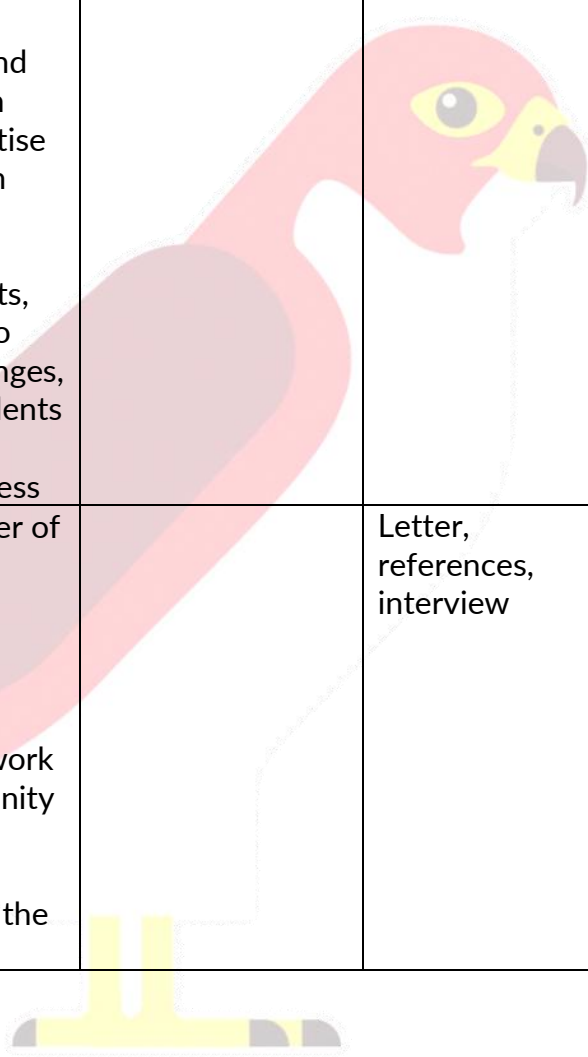 nd
n
tise
n
ts,
o
nges,
dents
ess
er of
work
nity
the
Letter,
references,
interview